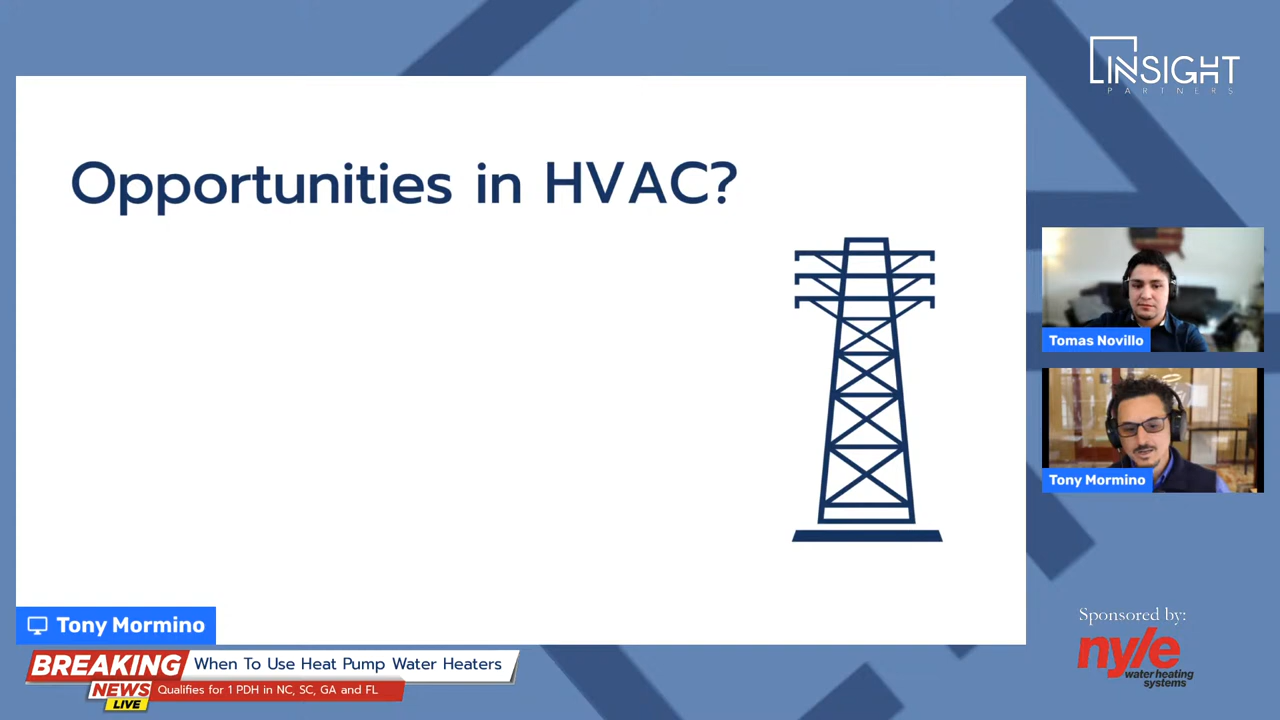 INSIGHT
PARTNERS
Opportunities in HVAC?
Tomas Novillo
Tony Mormino
Tony Mormino
BREAKING
NEWS
LIVE
When To Use Heat Pump Water Heaters
Qualifies for 1 PDH in NC, SC, GA and FL
Sponsored by:
nyle
water heating
systems